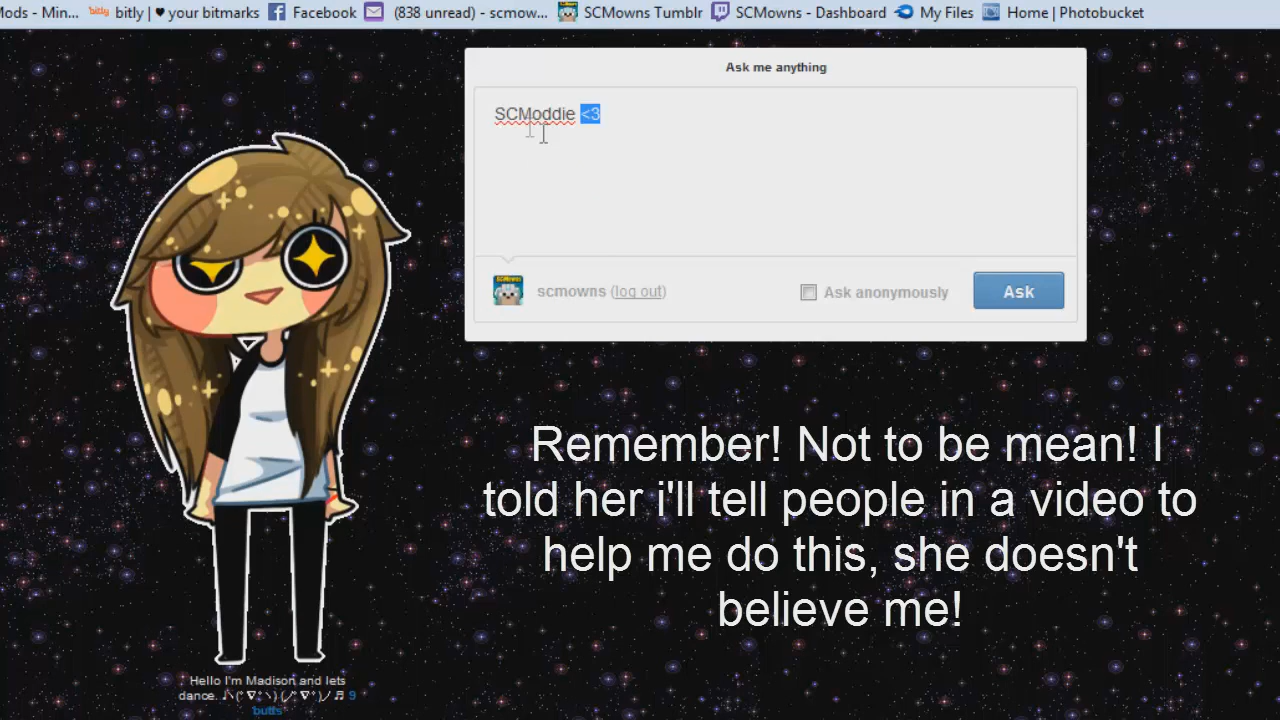 Mods - Min... bitly | ♥ your bitmarks Facebook (838 unread) - scmow... SCMowns Tumblr SCMowns - Dashboard My Files Home | Photobucket
Ask me anything
SCModdie <3
scmowns (log out) Ask anonymously Ask
Remember! Not to be mean! I
told her i'll tell people in a video to
help me do this, she doesn't
believe me!
Hello I'm Madison and lets
dance. 9
butts